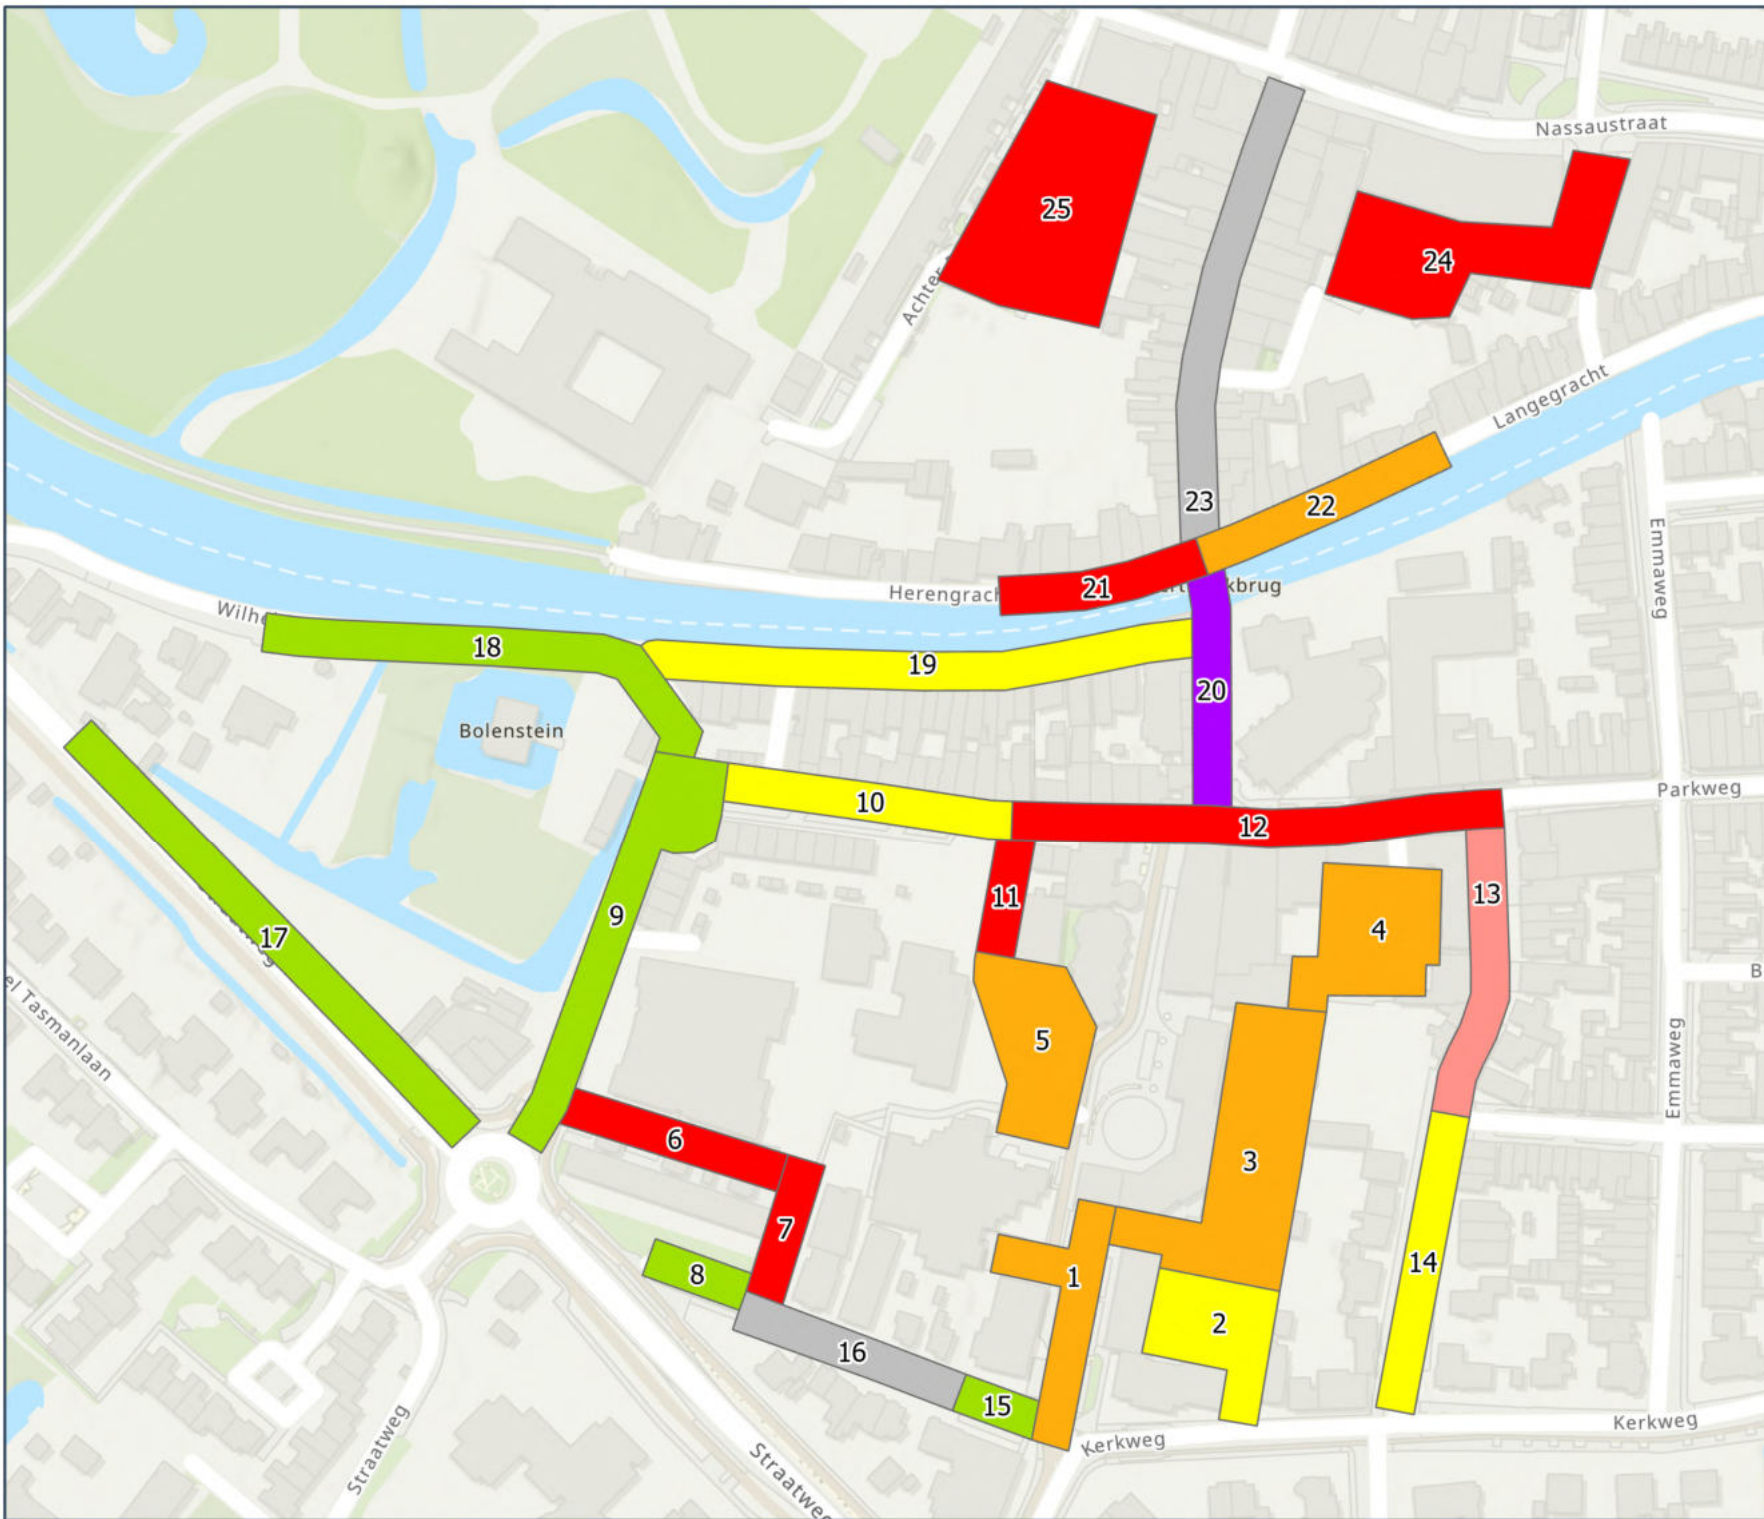 Nassaustraat
25
24
Achter
Langegracht
23
22
Emmaweg
Herengrach
21
kbrug
Wilhe
18
19
20
Bolenstein
Parkweg
10
12
11
13
9
4
17
5
el Tasmanlaan
B
Emmaweg
6
3
7
8
1
14
2
16
15
Kerkweg
Kerkweg
Straatweg
Straatweg